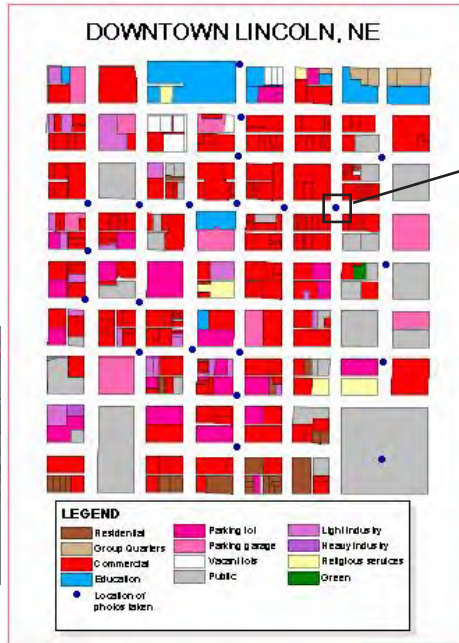 DOWNTOWN LINCOLN, NE
LEGEND
Residential
Group Quarters
Commercial
Education
Location of
photos taken
Parking lot
Parking garage
Vacant lots
Public
Light Industry
Heavy Industry
Religious services
Green